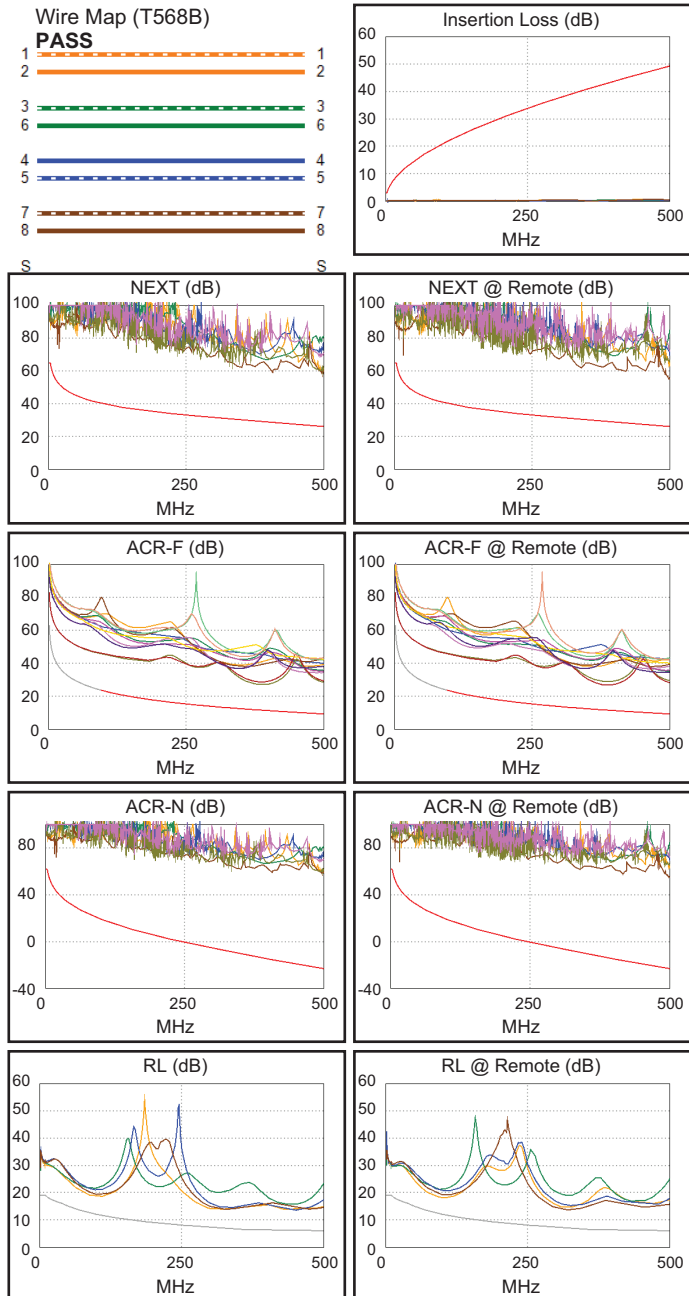 Wire Map (T568B)
PASS
1 1
2 2
3 3
6 6
4 4
5 5
7 7
8 8
S S
Insertion Loss (dB)
60
50
40
30
20
10
0
0 250 500
MHz
NEXT (dB)
100
80
60
40
20
0
0 250 500
MHz
NEXT @ Remote (dB)
100
80
60
40
20
0
0 250 500
MHz
ACR-F (dB)
100
80
60
40
20
0
0 250 500
MHz
ACR-F @ Remote (dB)
100
80
60
40
20
0
0 250 500
MHz
ACR-N (dB)
80
40
0
-40
0 250 500
MHz
ACR-N @ Remote (dB)
80
40
0
-40
0 250 500
MHz
RL (dB)
60
50
40
30
20
10
0
0 250 500
MHz
RL @ Remote (dB)
60
50
40
30
20
10
0
0 250 500
MHz